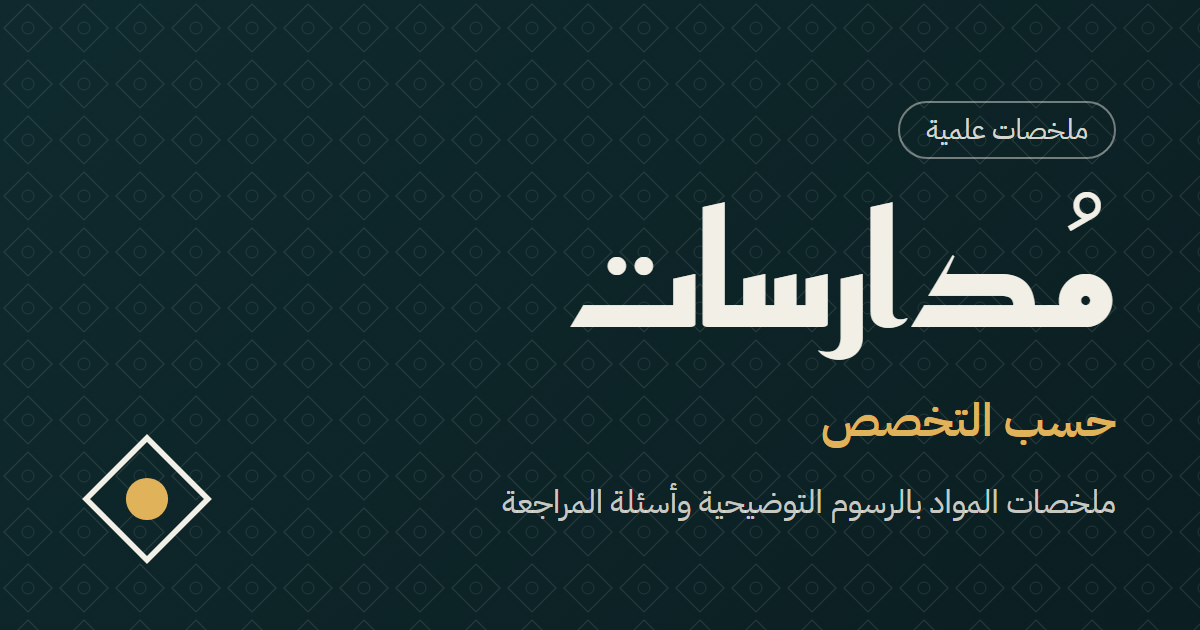 ملخصات علمية
مُدارسات
حسب التخصص
ملخصات المواد بالرسوم التوضيحية وأسئلة المراجعة